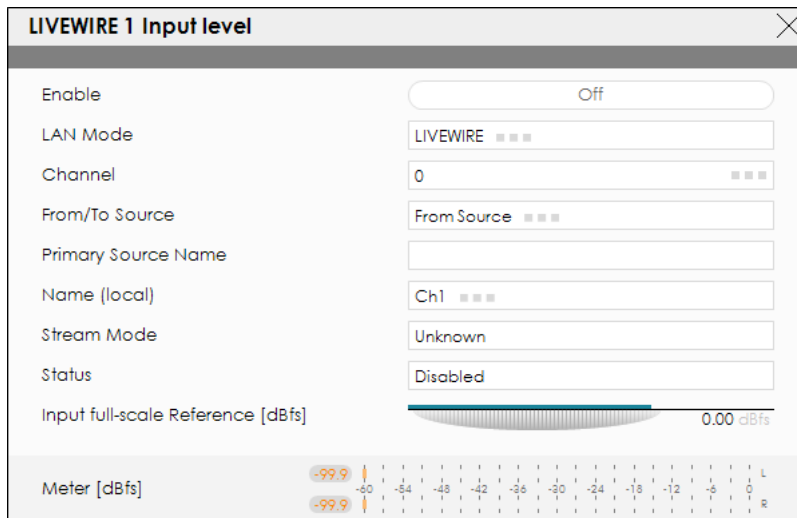 LIVEWIRE 1 Input level
Enable Off
LAN Mode LIVEWIRE
Channel 0
From/To Source From Source
Primary Source Name
Name (local) Ch1
Stream Mode Unknown
Status Disabled
Input full-scale Reference [dBfs] 0.00 dBfs
-99.9 L
Meter [dBfs] -60 -54 -48 -42 -36 -30 -24 -18 -12 -6 0
-99.9 R